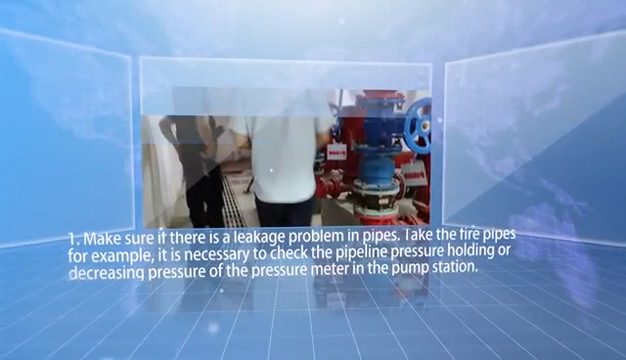 1. Make sure if there is a leakage problem in pipes. Take the fire pipes
for example, it is necessary to check the pipeline pressure holding or
decreasing pressure of the pressure meter in the pump station.